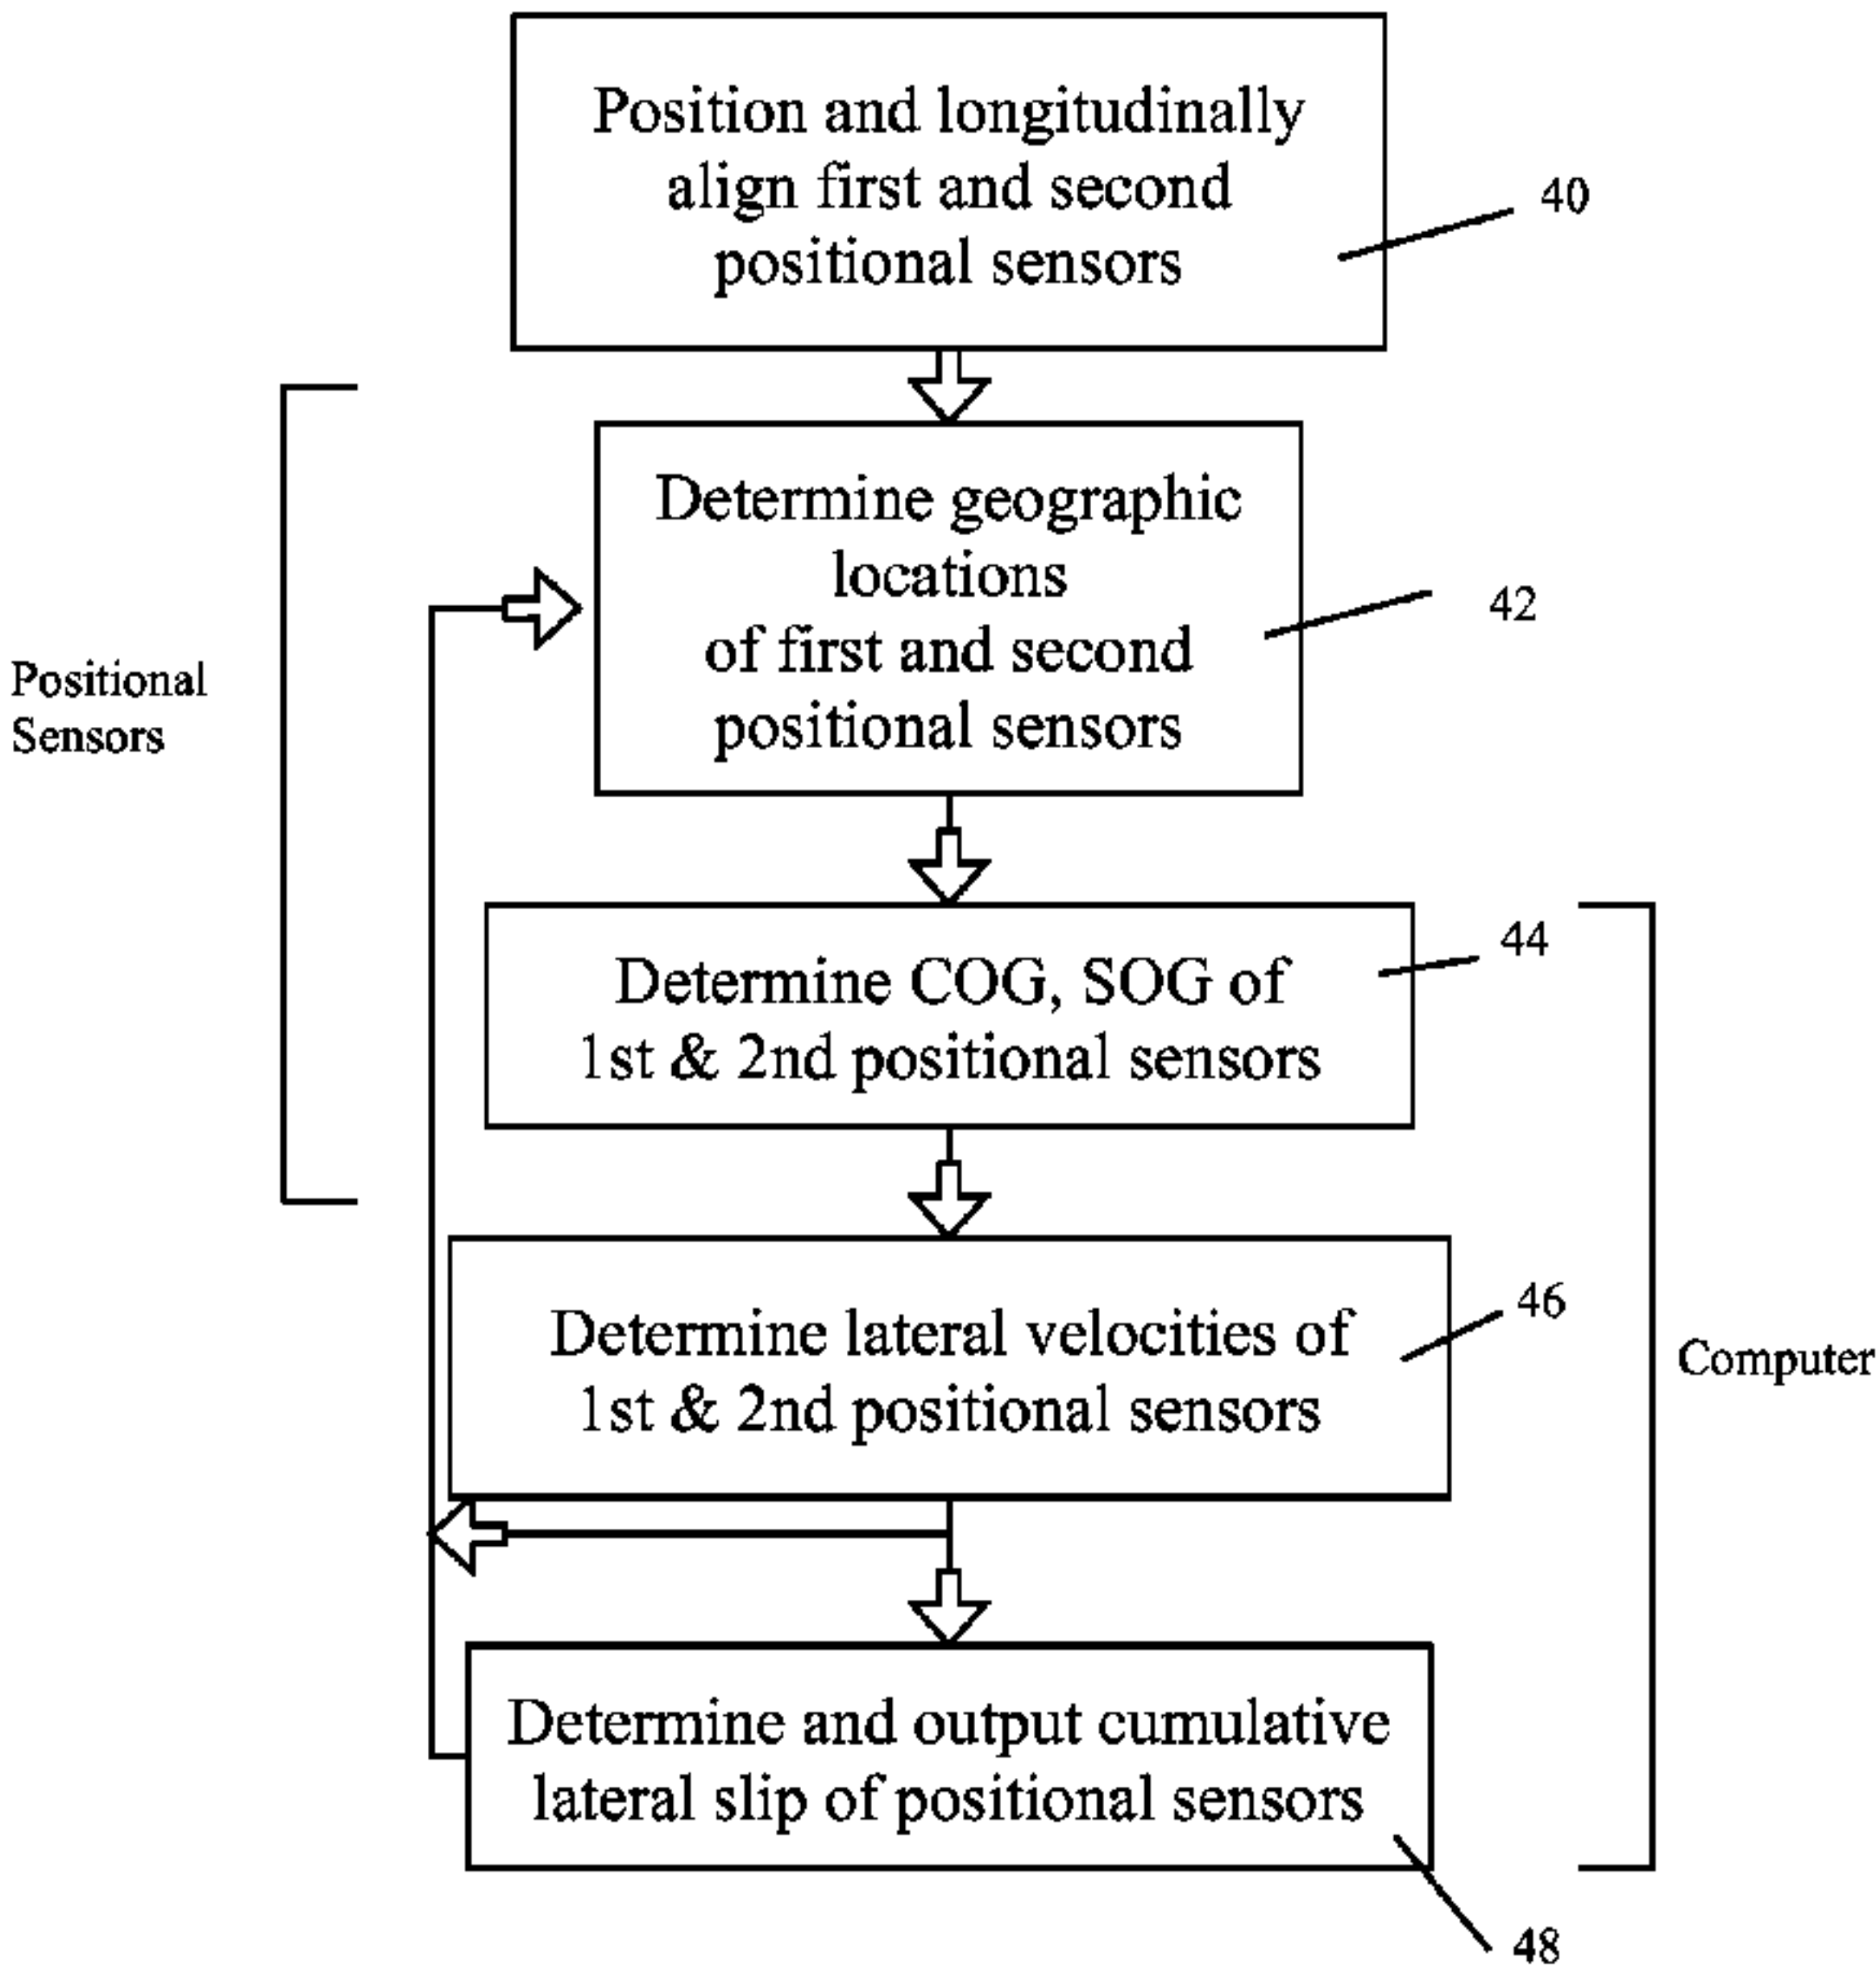 Position and longitudinally
align first and second
positional sensors
40
Determine geographic
locations
of first and second
positional sensors
42
Positional
Sensors
Determine COG, SOG of
1st & 2nd positional sensors
44
Determine lateral velocities of
1st & 2nd positional sensors
46
Computer
Determine and output cumulative
lateral slip of positional sensors
48